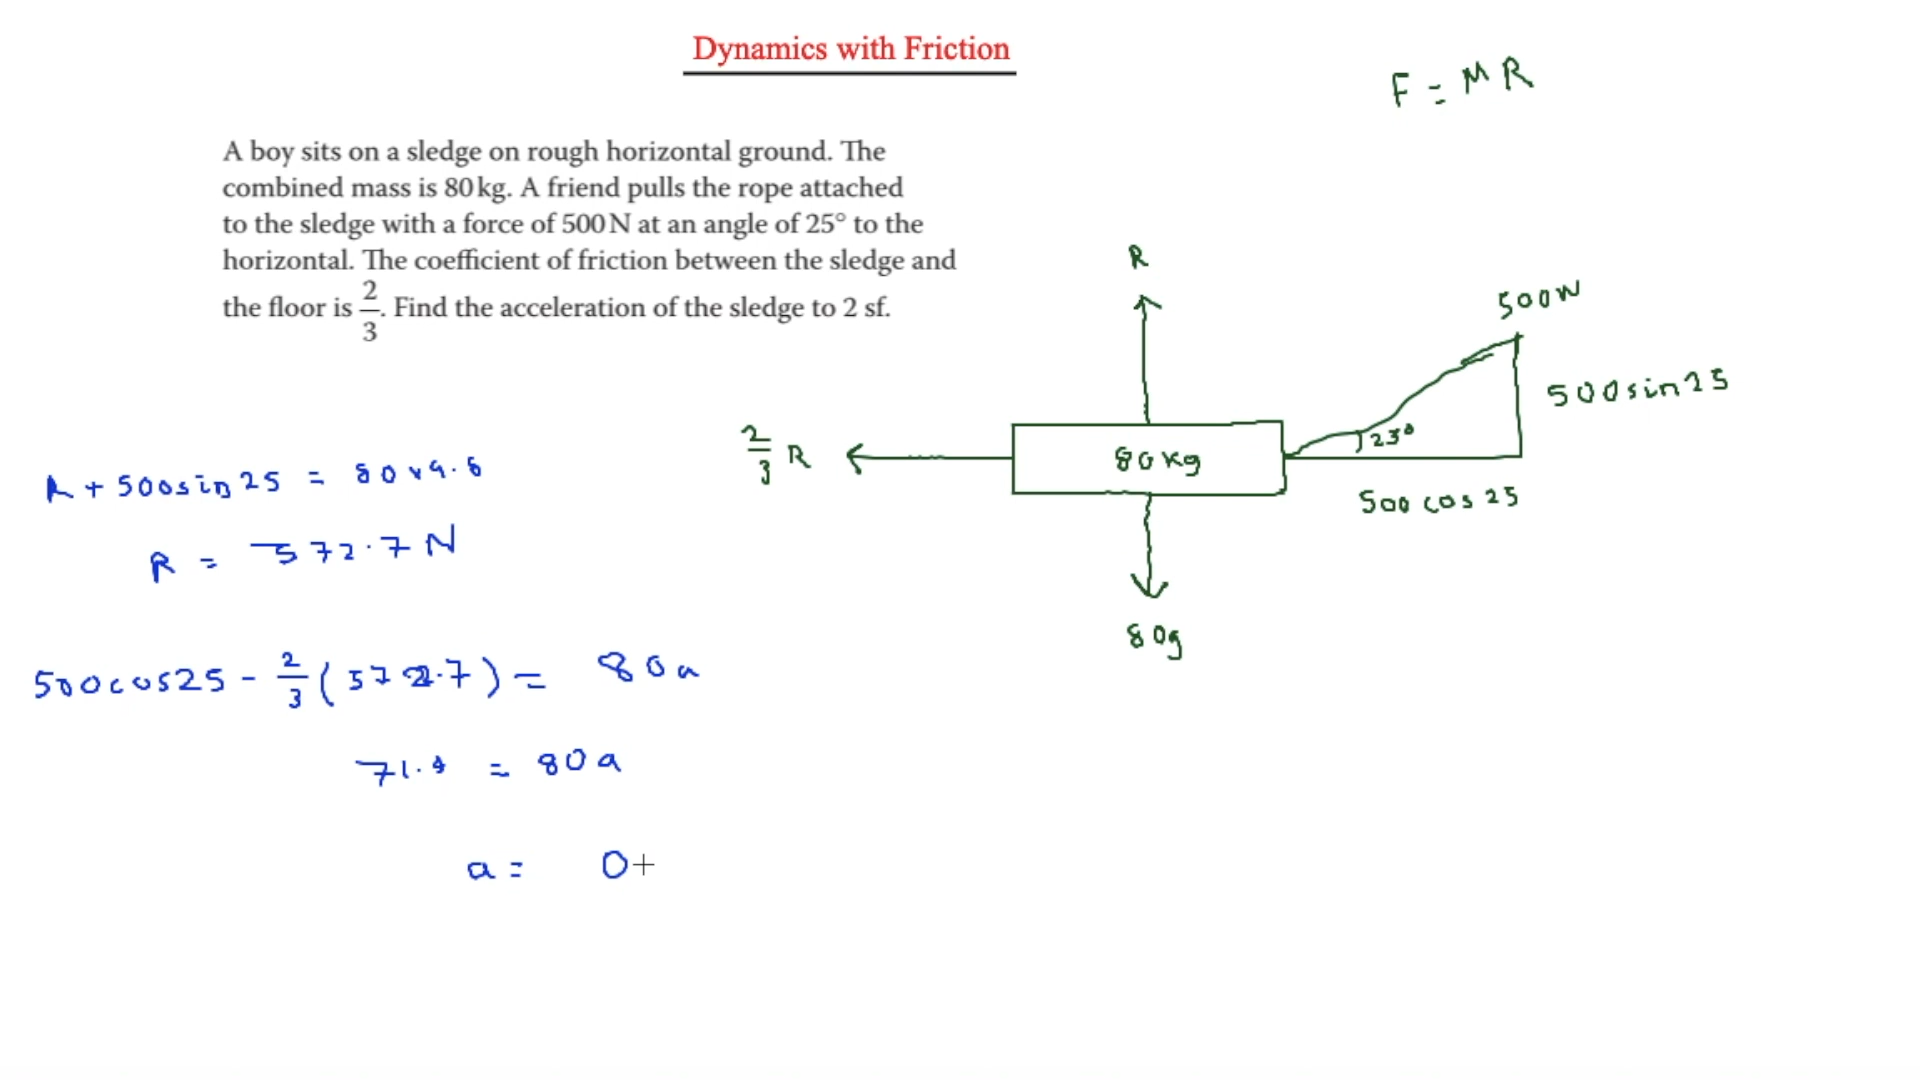 Dynamics with Friction
F = M R
A boy sits on a sledge on rough horizontal ground. The
combined mass is 80 kg. A friend pulls the rope attached
to the sledge with a force of 500 N at an angle of 25° to the
horizontal. The coefficient of friction between the sledge and
the floor is 2/3. Find the acceleration of the sledge to 2 sf.
R
500N
500sin25
25°
2/3 R
80kg
500 cos 25
80g
R + 500sin25 = 80×9.8
R = 572.7 N
500cos25 - 2/3 (572.7) = 80a
71. = 80a
a = 0